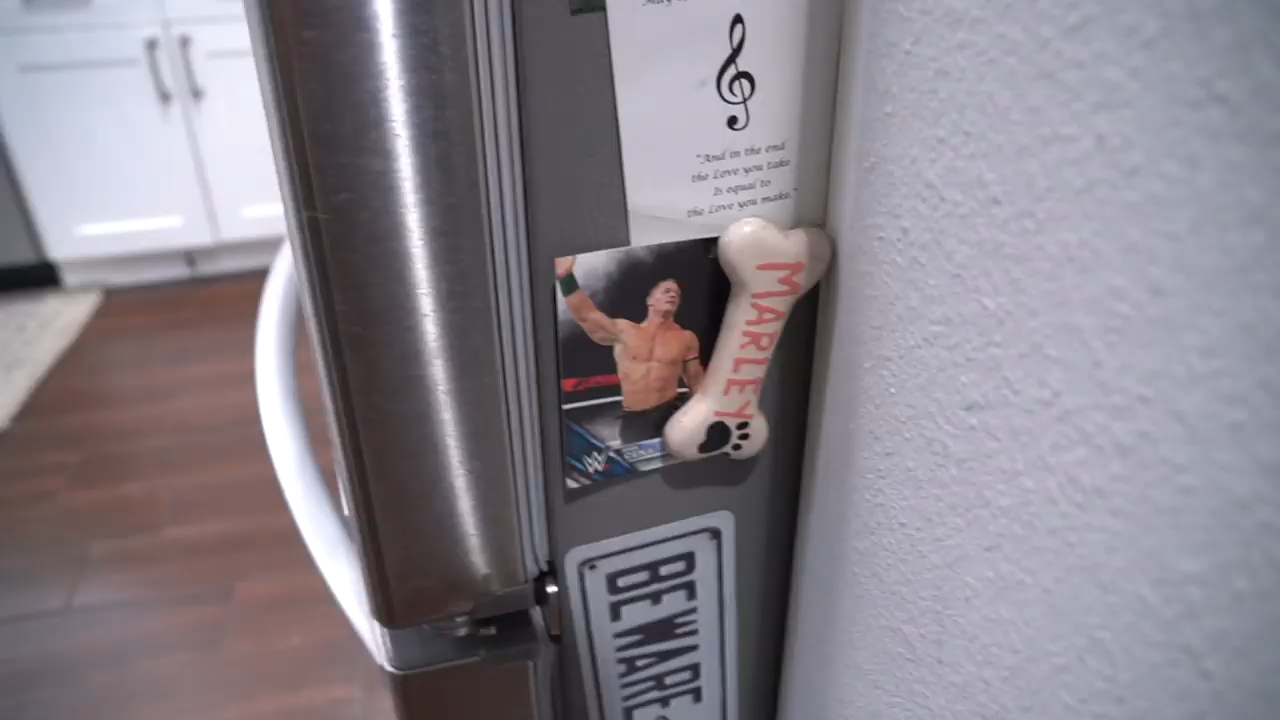 "And in the end
the Love you take
Is equal to
the Love you make."
MARLEY
BEWARE